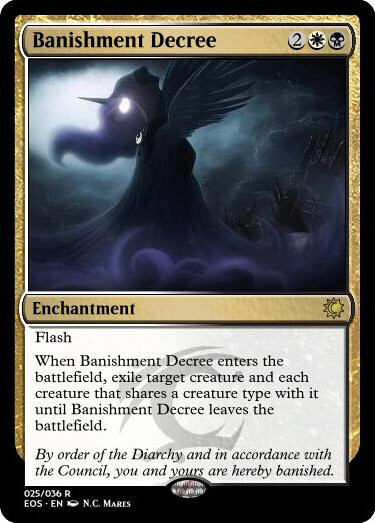 Banishment Decree 2
Enchantment
Flash
When Banishment Decree enters the
battlefield, exile target creature and each
creature that shares a creature type with it
until Banishment Decree leaves the
battlefield.
By order of the Diarchy and in accordance with
the Council, you and yours are hereby banished.
025/036 R
EOS · EN N.C. Mares